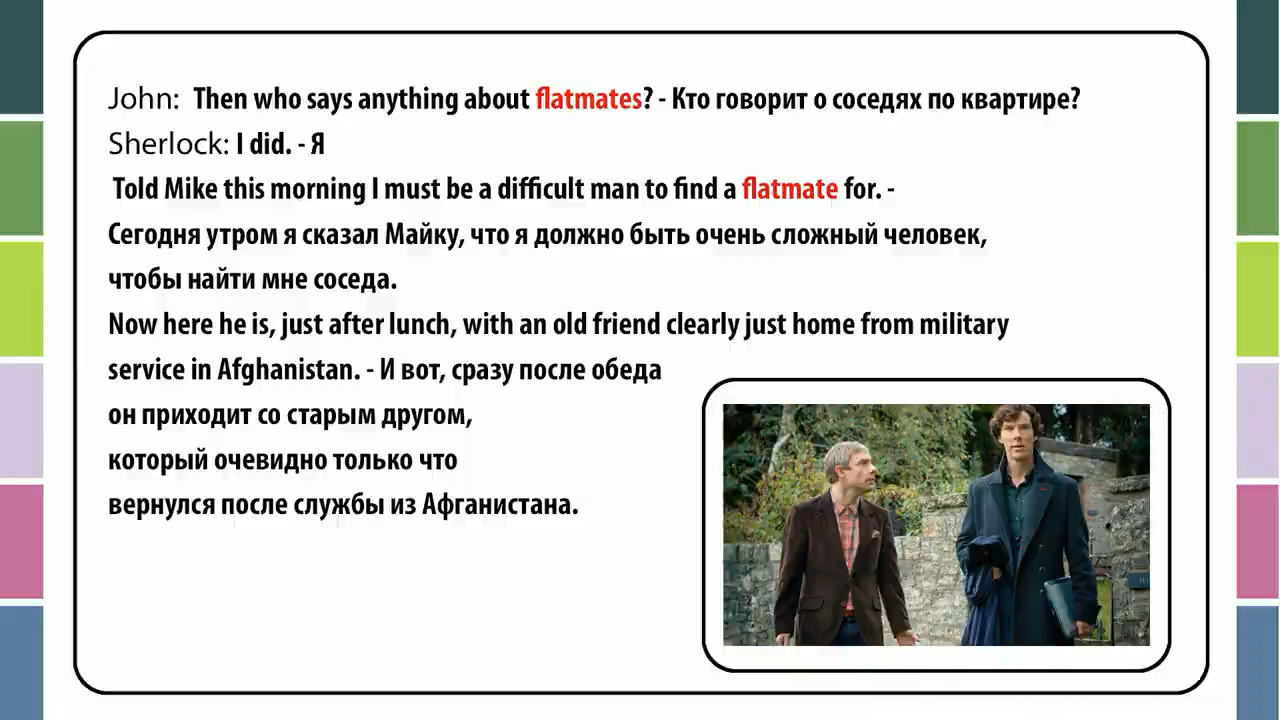 John: Then who says anything about flatmates? - Кто говорит о соседях по квартире?
Sherlock: I did. - Я
Told Mike this morning I must be a difficult man to find a flatmate for. -
Сегодня утром я сказал Майку, что я должно быть очень сложный человек,
чтобы найти мне соседа.
Now here he is, just after lunch, with an old friend clearly just home from military
service in Afghanistan. - И вот, сразу после обеда
он приходит со старым другом,
который очевидно только что
вернулся после службы из Афганистана.